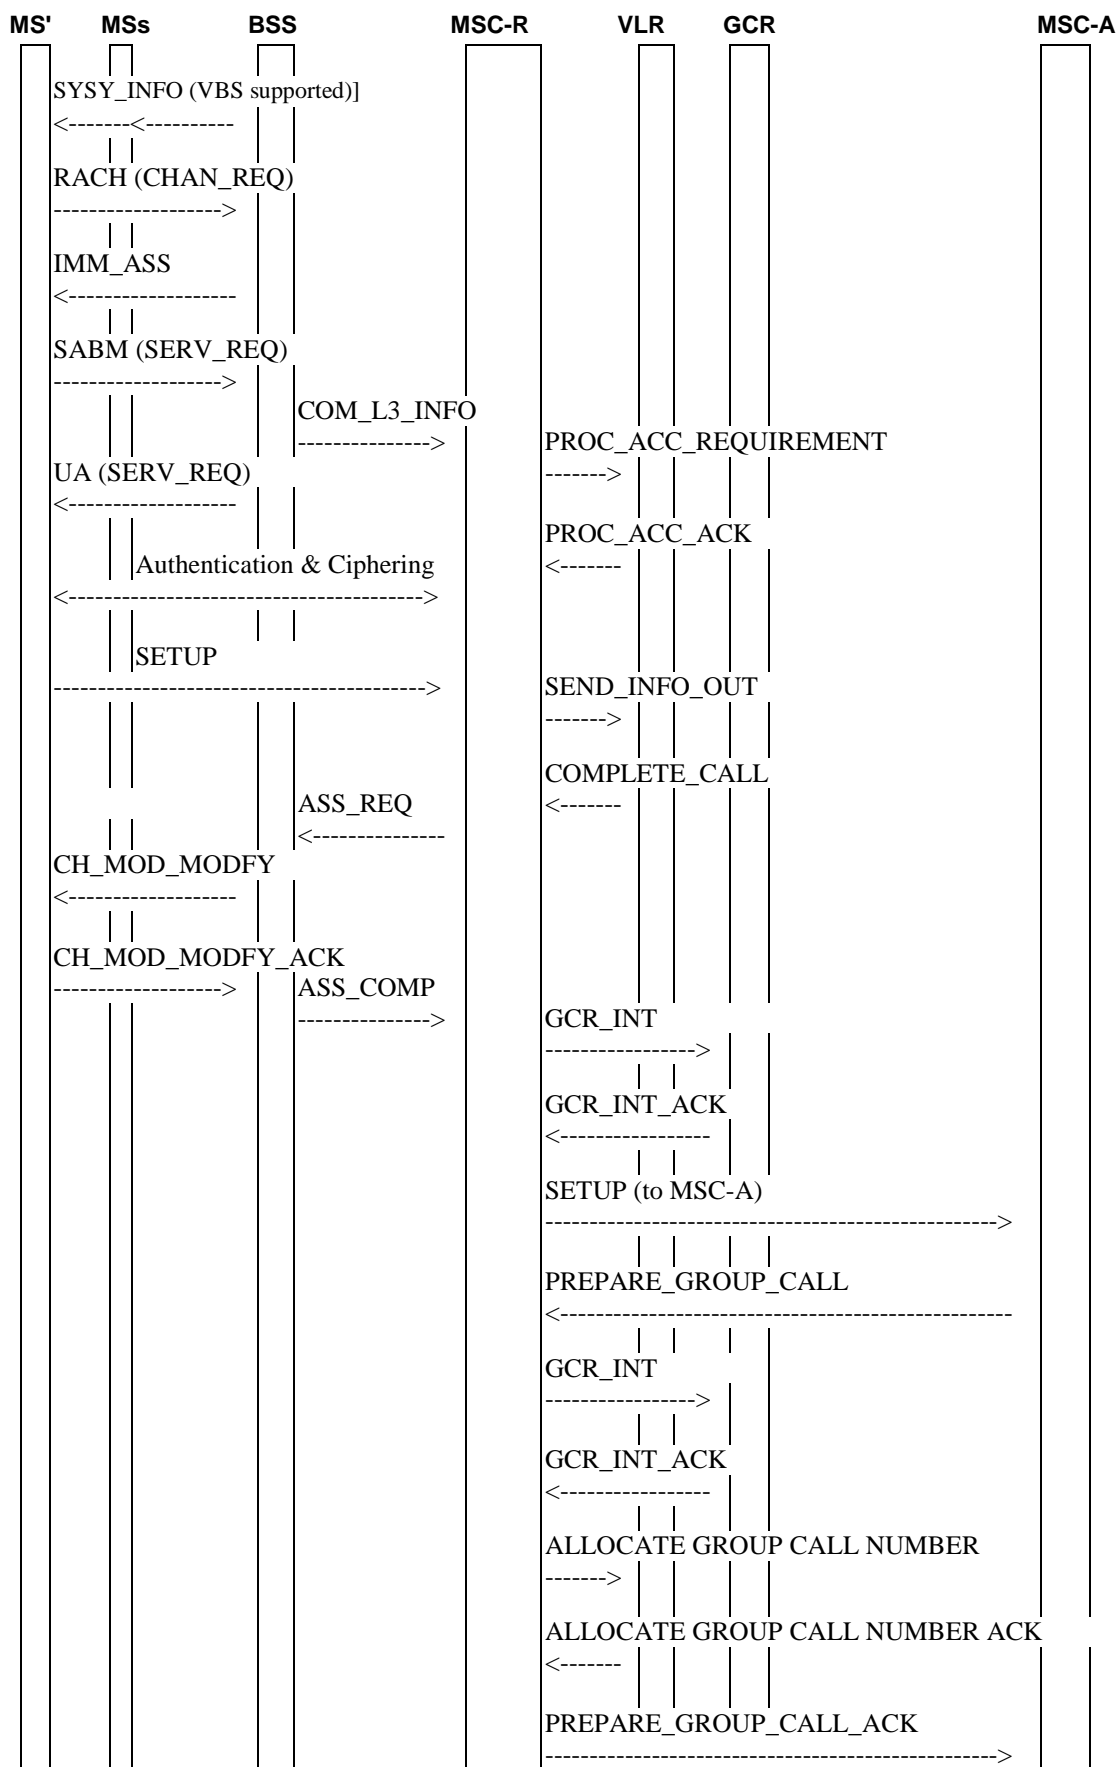 MS' MSs BSS MSC-R VLR GCR MSC-A
SYSY_INFO (VBS supported)]
<-------<----------
RACH (CHAN_REQ)
------------------->
IMM_ASS
<-------------------
SABM (SERV_REQ)
------------------->
COM_L3_INFO
--------------->
PROC_ACC_REQUIREMENT
------->
UA (SERV_REQ)
<-------------------
PROC_ACC_ACK
<-------
Authentication & Ciphering
<---------------------------------------->
SETUP
------------------------------------------>
SEND_INFO_OUT
------->
COMPLETE_CALL
<-------
ASS_REQ
<---------------
CH_MOD_MODFY
<-------------------
CH_MOD_MODFY_ACK
------------------->
ASS_COMP
--------------->
GCR_INT
----------------->
GCR_INT_ACK
<-----------------
SETUP (to MSC-A)
--------------------------------------------------->
PREPARE_GROUP_CALL
<---------------------------------------------------
GCR_INT
----------------->
GCR_INT_ACK
<-----------------
ALLOCATE GROUP CALL NUMBER
------->
ALLOCATE GROUP CALL NUMBER ACK
<-------
PREPARE_GROUP_CALL_ACK
--------------------------------------------------->